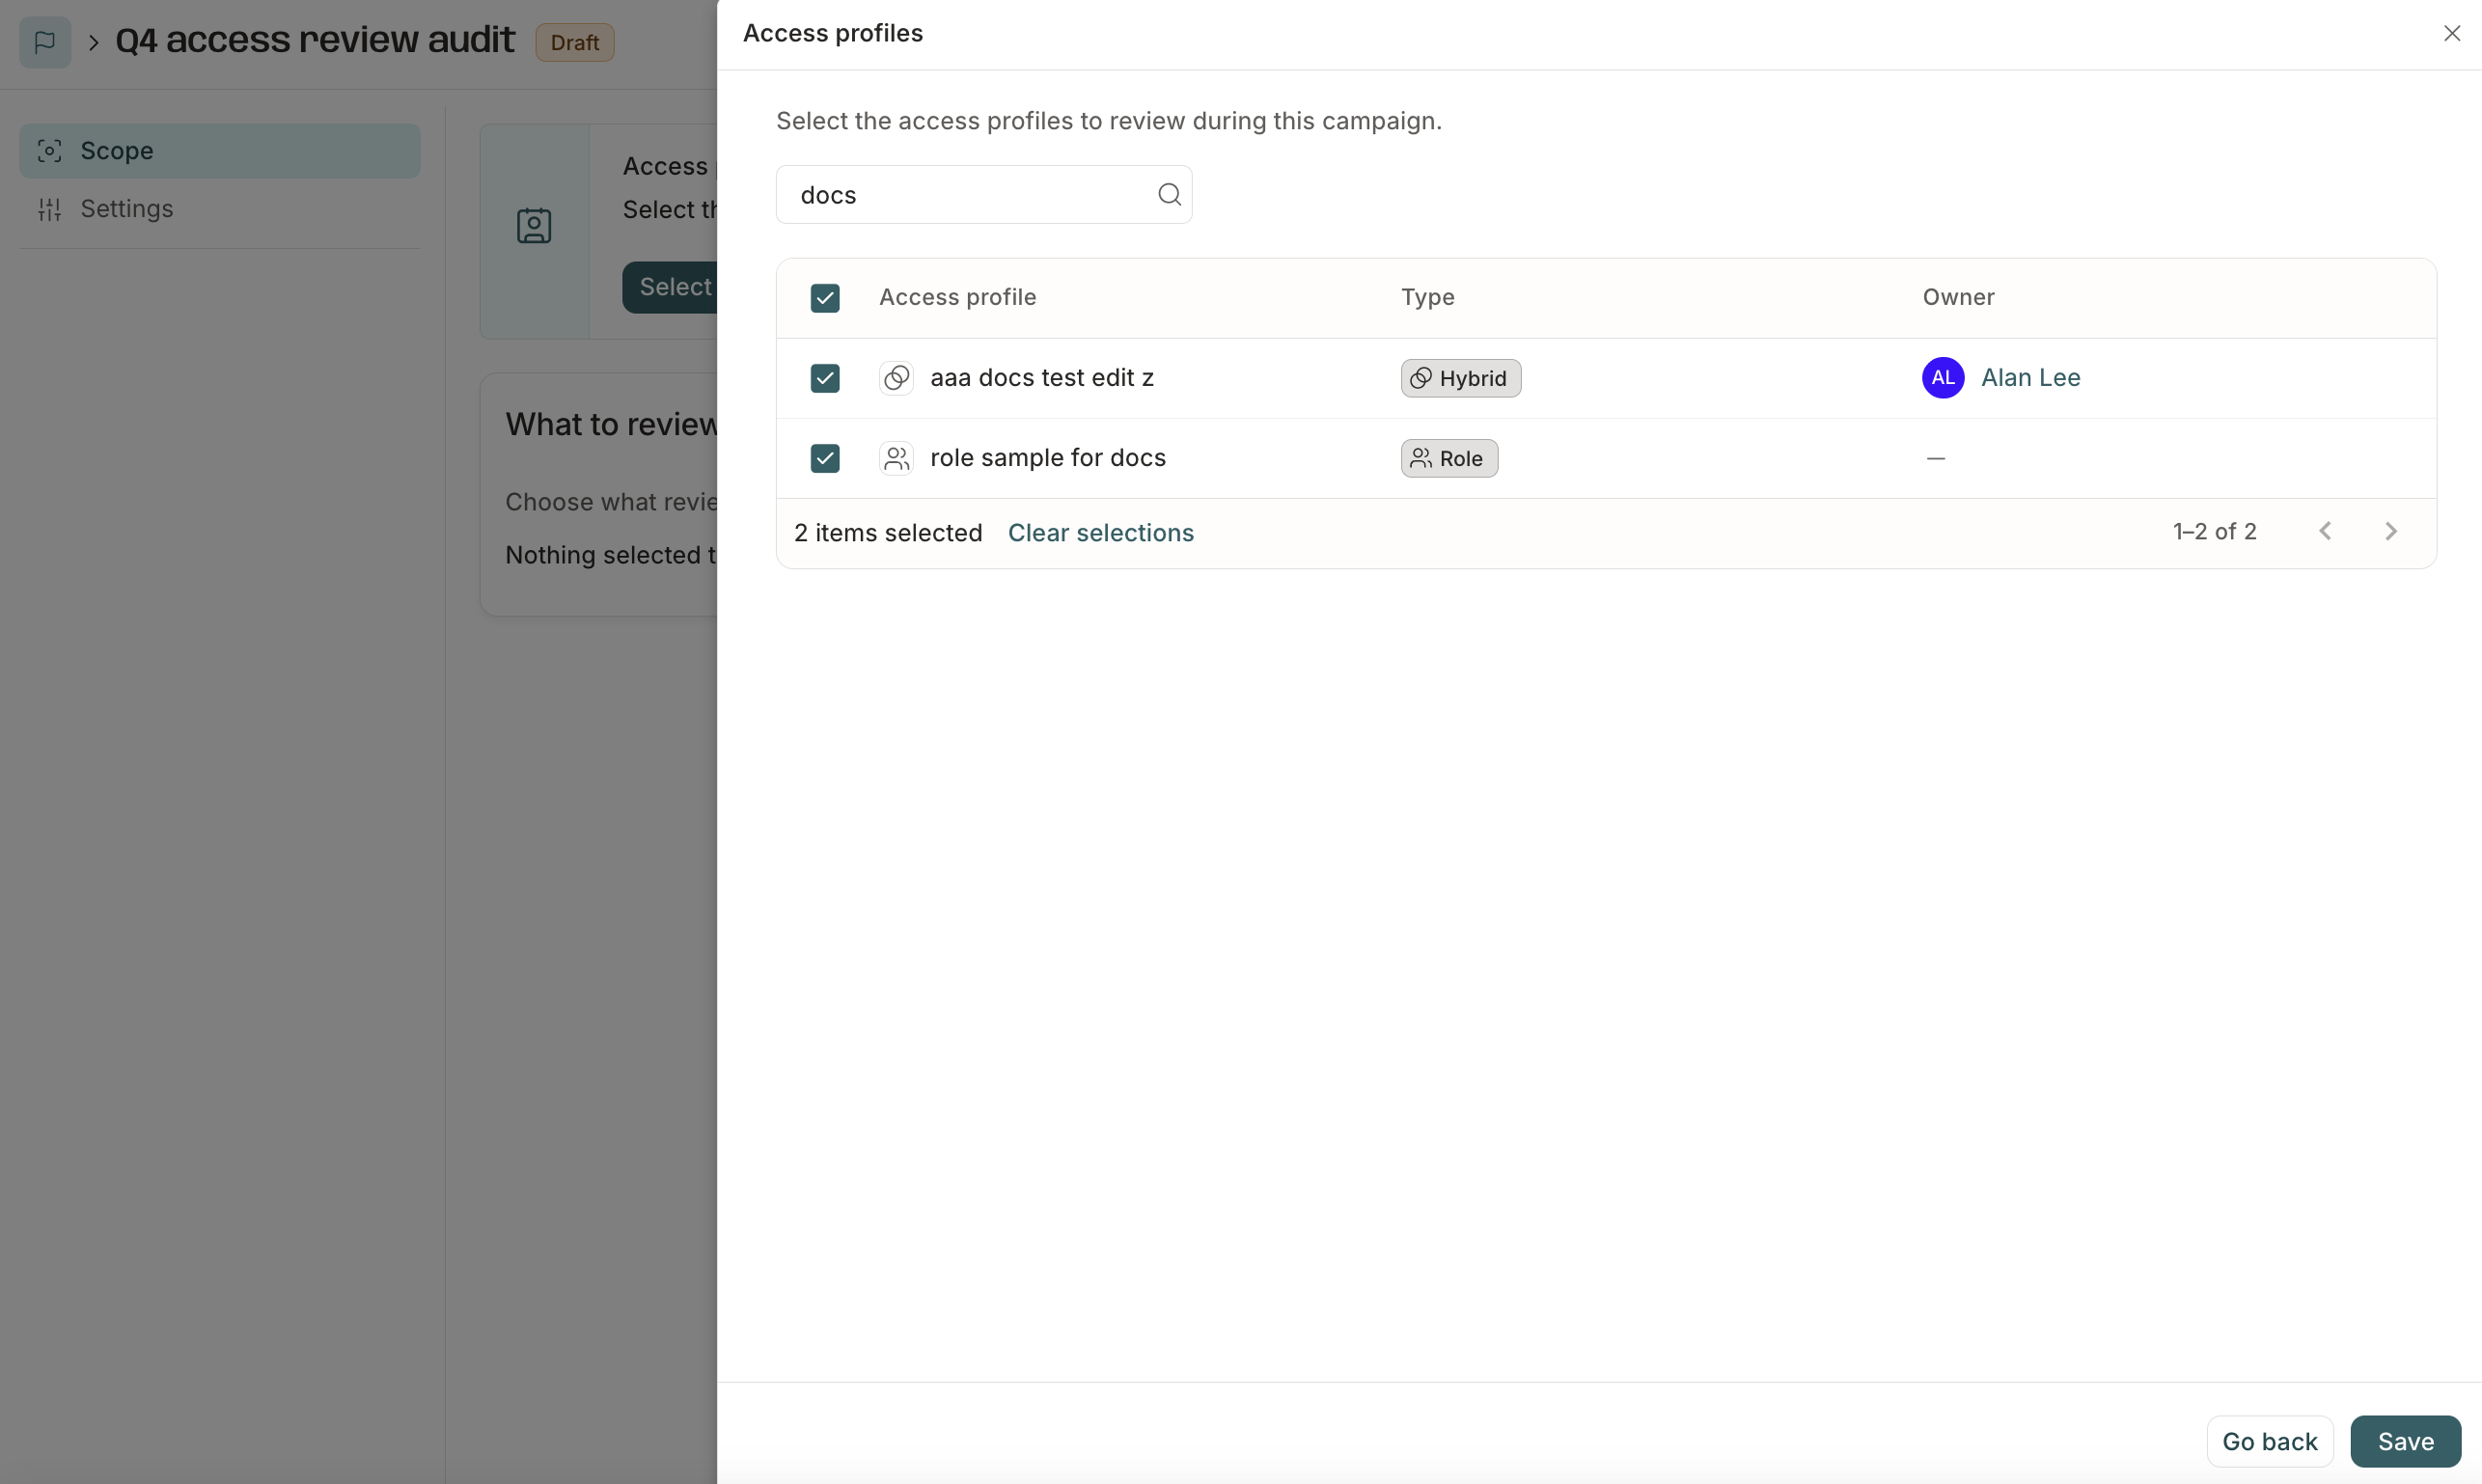 Q4 access review audit
Draft
Scope
Settings
Access
Select th
Select
What to review
Choose what revie
Nothing selected t
Access profiles
Select the access profiles to review during this campaign.
docs
Access profile Type Owner
aaa docs test edit z Hybrid AL Alan Lee
role sample for docs Role —
2 items selected Clear selections 1–2 of 2
Go back Save